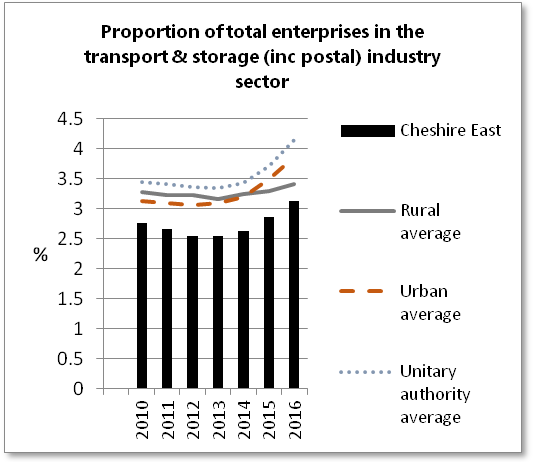 Proportion of total enterprises in the
transport & storage (inc postal) industry
sector
4.5
4
3.5
3
2.5
2
1.5
1
0.5
0
%
2010
2011
2012
2013
2014
2015
2016
Cheshire East
Rural
average
Urban
average
Unitary
authority
average